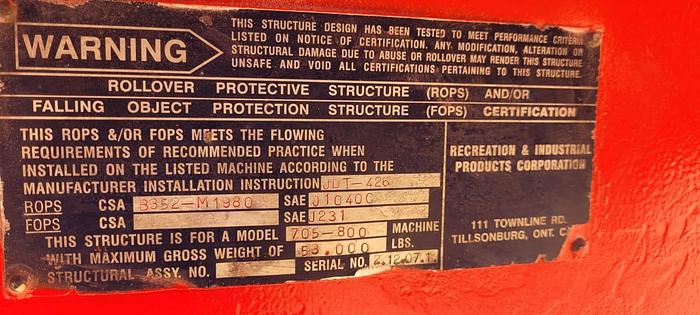 WARNING
THIS STRUCTURE DESIGN HAS BEEN TESTED TO MEET PERFORMANCE CRITERIA
LISTED ON NOTICE OF CERTIFICATION. ANY MODIFICATION, ALTERATION OR
STRUCTURAL DAMAGE DUE TO ABUSE OR ROLLOVER MAY RENDER THIS STRUCTURE
UNSAFE AND VOID ALL CERTIFICATIONS PERTAINING TO THIS STRUCTURE.
ROLLOVER PROTECTIVE STRUCTURE (ROPS) AND/OR
FALLING OBJECT PROTECTION STRUCTURE (FOPS) CERTIFICATION
THIS ROPS &/OR FOPS MEETS THE FLOWING
REQUIREMENTS OF RECOMMENDED PRACTICE WHEN
INSTALLED ON THE LISTED MACHINE ACCORDING TO THE
MANUFACTURER INSTALLATION INSTRUCTION JDT-426
ROPS CSA B352-M1980 SAE J1040C
FOPS CSA SAE J231
THIS STRUCTURE IS FOR A MODEL 705-800 MACHINE
WITH MAXIMUM GROSS WEIGHT OF 53,000 LBS.
STRUCTURAL ASSY. NO. SERIAL NO.
RECREATION & INDUSTRIAL
PRODUCTS CORPORATION
111 TOWNLINE RD.
TILLSONBURG, ONT.